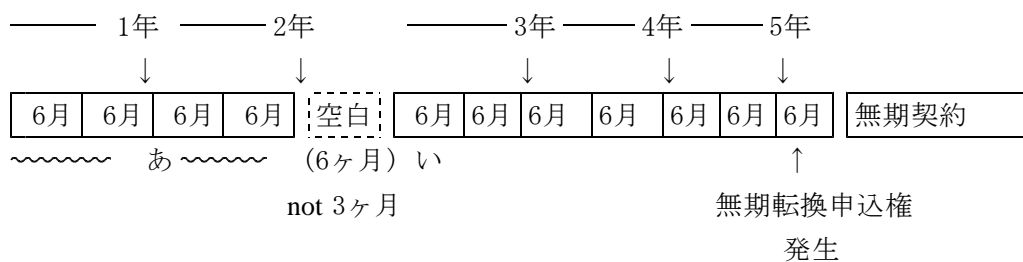 1年 2年 3年 4年 5年
↓ ↓ ↓ ↓ ↓
6月 6月 6月 6月 空白 6月 6月 6月 6月 6月 6月 6月 無期契約
あ (6ヶ月) い ↑
not 3ヶ月 無期転換申込権
発生